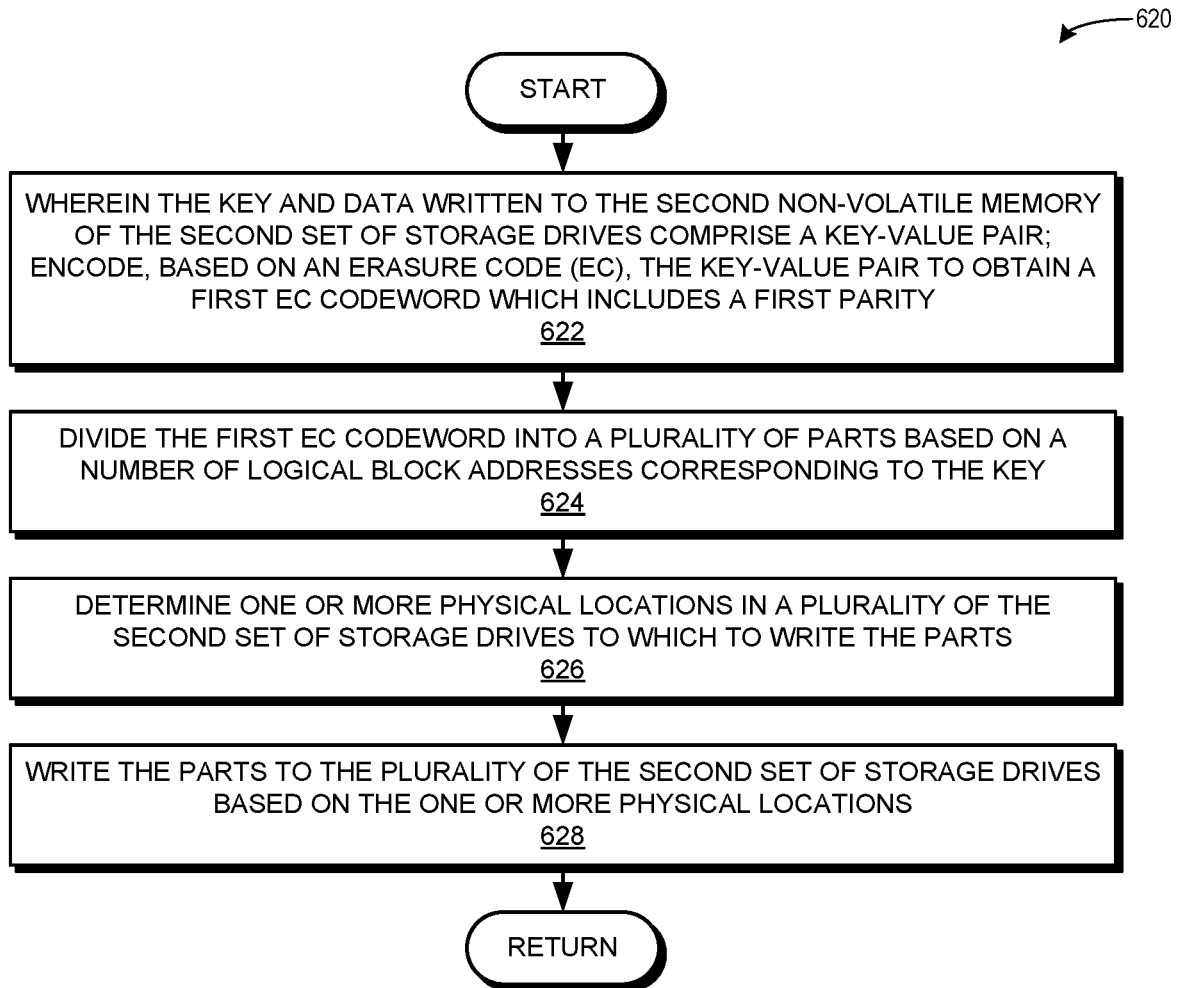 620
START
WHEREIN THE KEY AND DATA WRITTEN TO THE SECOND NON-VOLATILE MEMORY
OF THE SECOND SET OF STORAGE DRIVES COMPRISE A KEY-VALUE PAIR;
ENCODE, BASED ON AN ERASURE CODE (EC), THE KEY-VALUE PAIR TO OBTAIN A
FIRST EC CODEWORD WHICH INCLUDES A FIRST PARITY
622
DIVIDE THE FIRST EC CODEWORD INTO A PLURALITY OF PARTS BASED ON A
NUMBER OF LOGICAL BLOCK ADDRESSES CORRESPONDING TO THE KEY
624
DETERMINE ONE OR MORE PHYSICAL LOCATIONS IN A PLURALITY OF THE
SECOND SET OF STORAGE DRIVES TO WHICH TO WRITE THE PARTS
626
WRITE THE PARTS TO THE PLURALITY OF THE SECOND SET OF STORAGE DRIVES
BASED ON THE ONE OR MORE PHYSICAL LOCATIONS
628
RETURN